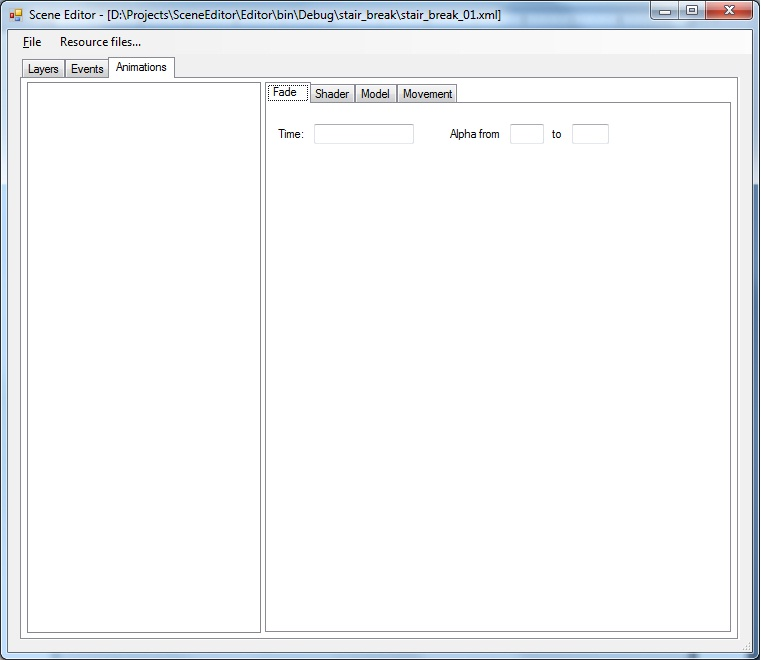 Scene Editor - [D:\Projects\SceneEditor\Editor\bin\Debug\stair_break\stair_break_01.xml]
File Resource files...
Layers Events Animations
Fade Shader Model Movement
Time: Alpha from to